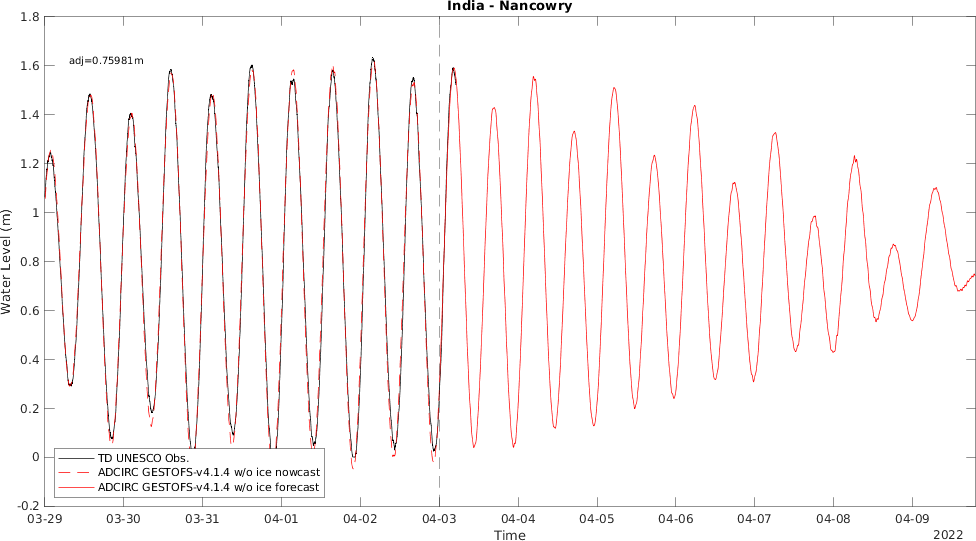 India - Nancowry
adj=0.75981m
Water Level (m)
1.8
1.6
1.4
1.2
1
0.8
0.6
0.4
0.2
0
-0.2
TD UNESCO Obs.
ADCIRC GESTOFS-v4.1.4 w/o ice nowcast
ADCIRC GESTOFS-v4.1.4 w/o ice forecast
03-29 03-30 03-31 04-01 04-02 04-03 04-04 04-05 04-06 04-07 04-08 04-09
Time
2022